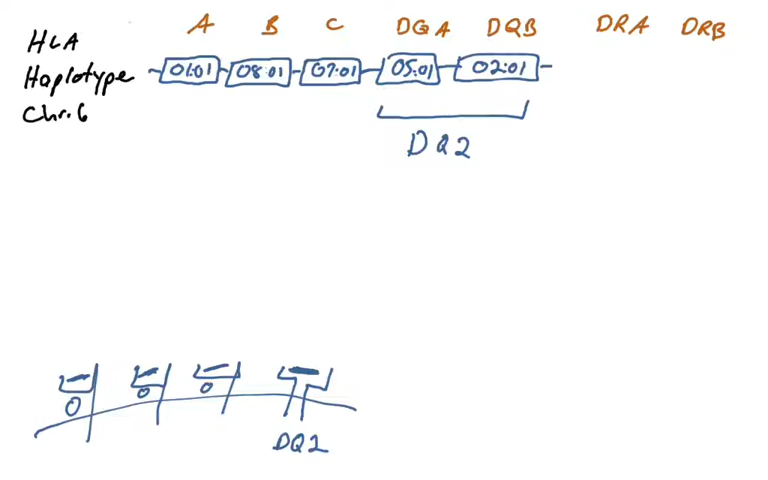 A B C DQA DQB DRA DRB
HLA
Haplotype 01:01 08:01 07:01 05:01 02:01
Chr. 6
DQ2
DQ2